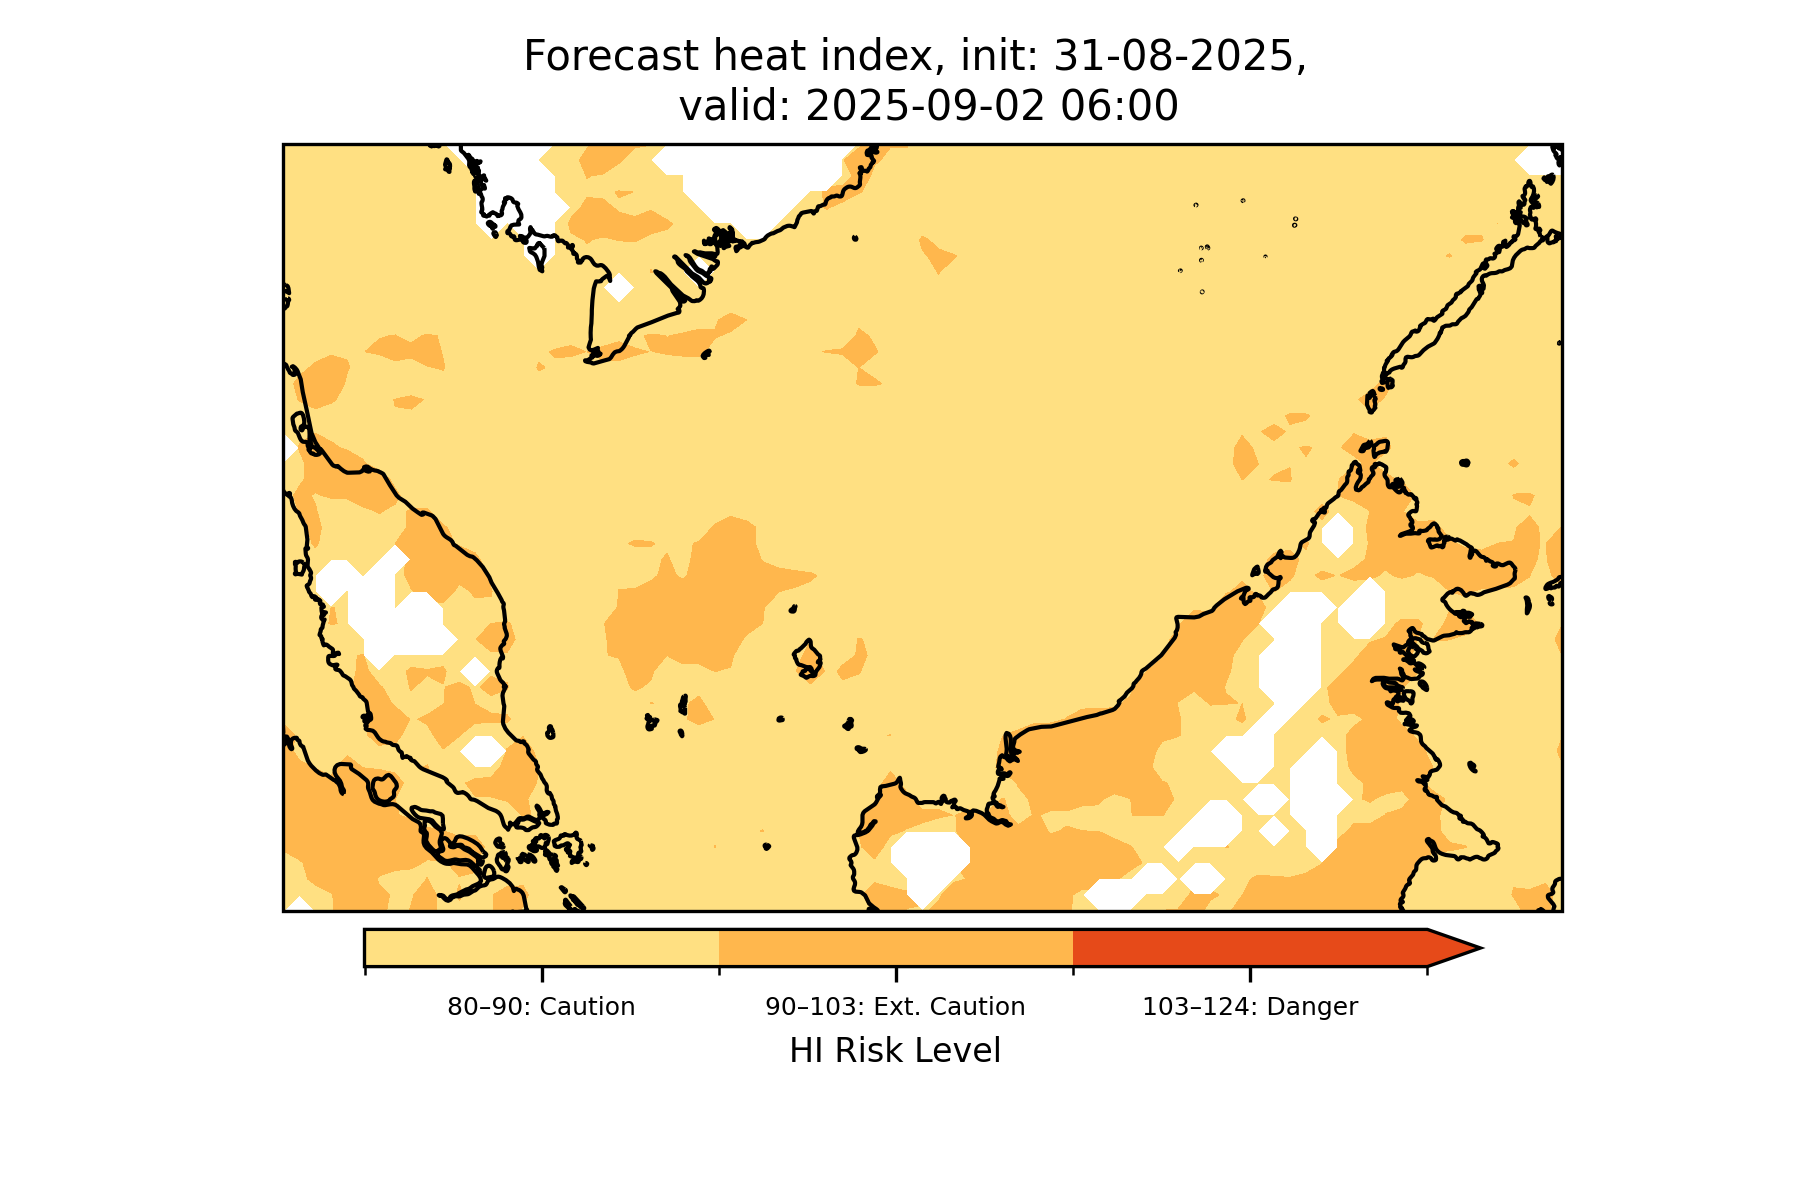 Forecast heat index, init: 31-08-2025,
valid: 2025-09-02 06:00
80–90: Caution
90–103: Ext. Caution
103–124: Danger
HI Risk Level